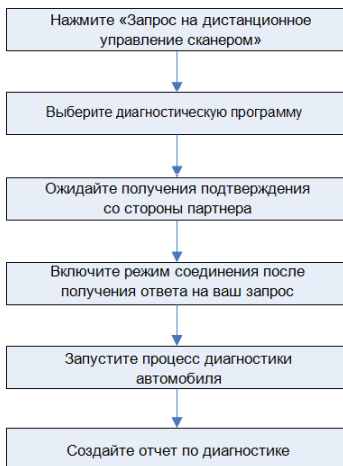 Нажмите «Запрос на дистанционное
управление сканером»
Выберите диагностическую программу
Ожидайте получения подтверждения
со стороны партнера
Включите режим соединения после
получения ответа на ваш запрос
Запустите процесс диагностики
автомобиля
Создайте отчет по диагностике